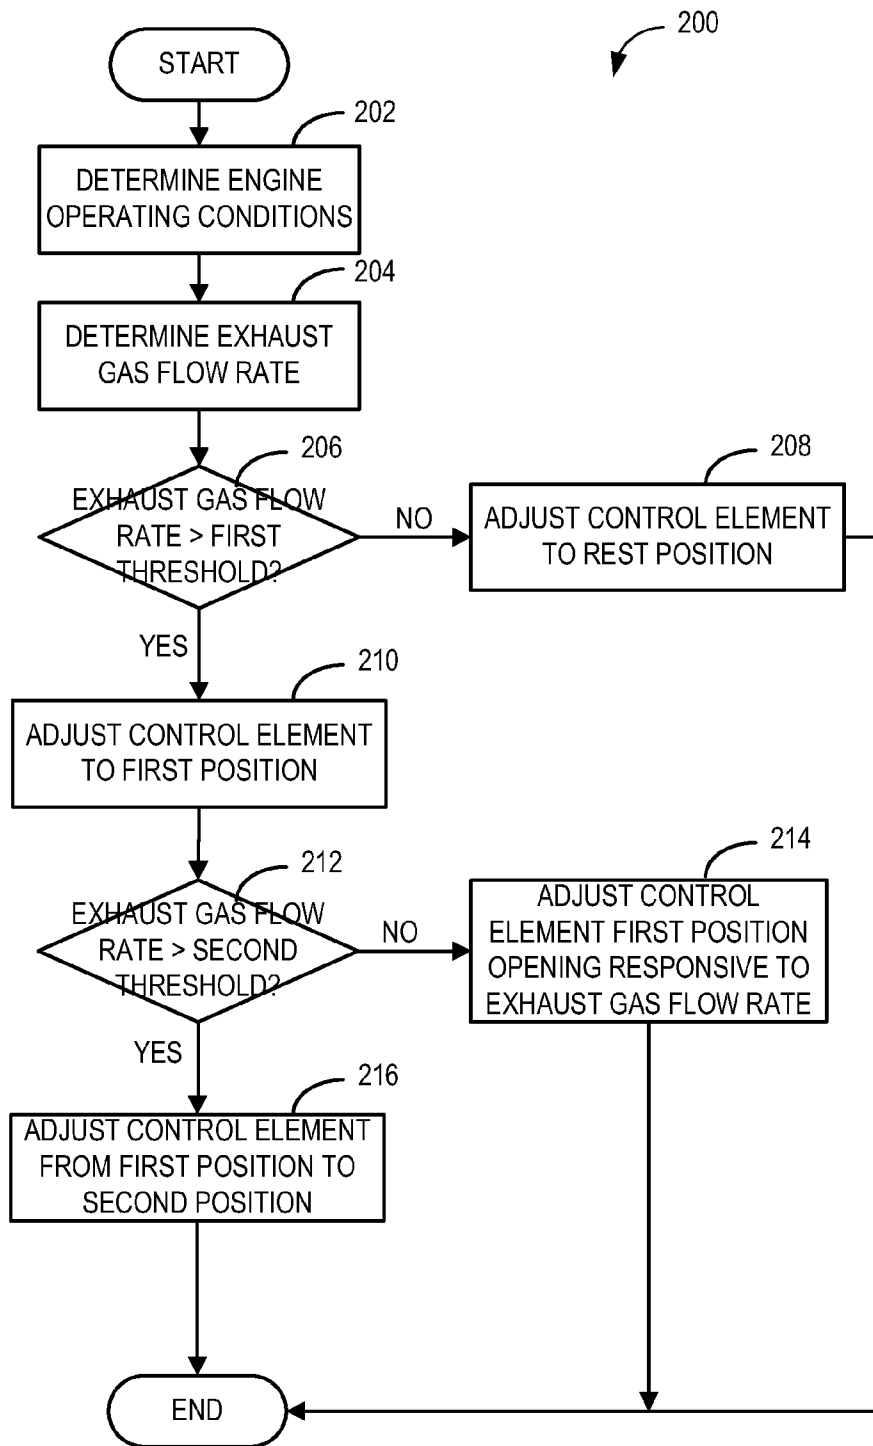 200
START
202
DETERMINE ENGINE
OPERATING CONDITIONS
204
DETERMINE EXHAUST
GAS FLOW RATE
206
EXHAUST GAS FLOW
RATE > FIRST
THRESHOLD?
NO
208
ADJUST CONTROL ELEMENT
TO REST POSITION
YES
210
ADJUST CONTROL ELEMENT
TO FIRST POSITION
212
EXHAUST GAS FLOW
RATE > SECOND
THRESHOLD?
NO
214
ADJUST CONTROL
ELEMENT FIRST POSITION
OPENING RESPONSIVE TO
EXHAUST GAS FLOW RATE
YES
216
ADJUST CONTROL ELEMENT
FROM FIRST POSITION TO
SECOND POSITION
END